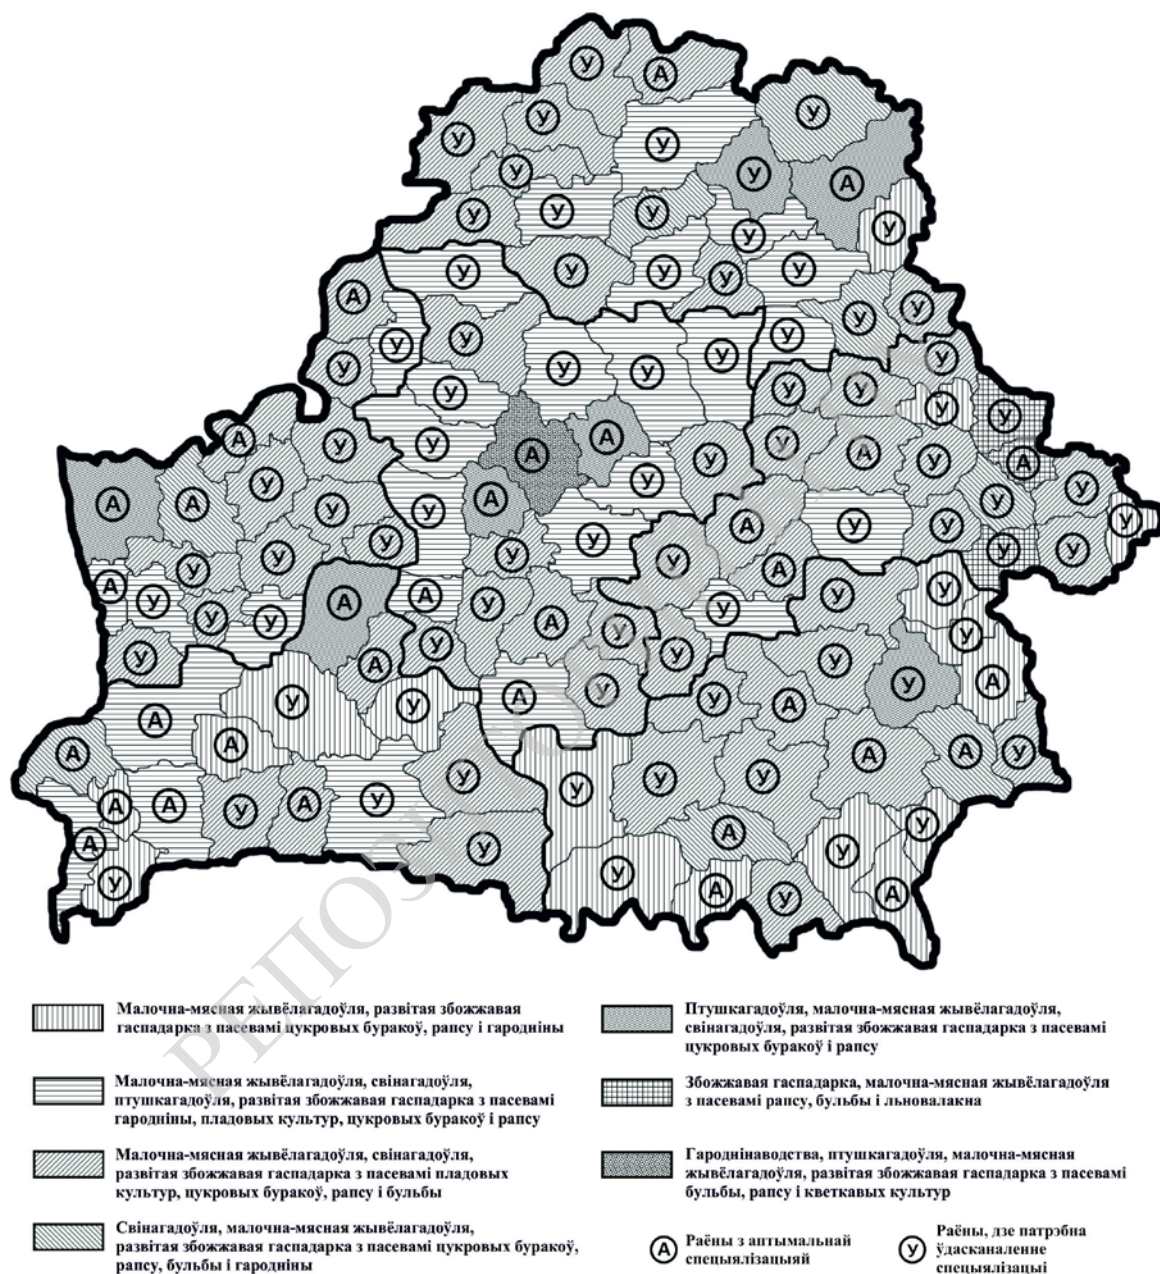 У А
У У У У
У У А
У У У У У
У У У У У
А У У
У У У
У У У У У
У У У У У
А У У А А У У А У А
А А У У У А У У У
У У А У У У
У У У У А У У
А У А А У У У У
У У А У У
У А У У У
У У А У У А У А
А А А А А У
А А У А У У У У У
А У А У У
У У А У А
Малочна-мясная жывёлагадоўля, развітая збожжавая
гаспадарка з пасевамі цукровых буракоў, рапсу і гародніны
Малочна-мясная жывёлагадоўля, свінагадоўля,
птушкагадоўля, развітая збожжавая гаспадарка з пасевамі
гародніны, пладовых культур, цукровых буракоў і рапсу
Малочна-мясная жывёлагадоўля, свінагадоўля,
развітая збожжавая гаспадарка з пасевамі пладовых
культур, цукровых буракоў, рапсу і бульбы
Свінагадоўля, малочна-мясная жывёлагадоўля,
развітая збожжавая гаспадарка з пасевамі цукровых буракоў,
рапсу, бульбы і гародніны
Птушкагадоўля, малочна-мясная жывёлагадоўля,
свінагадоўля, развітая збожжавая гаспадарка з пасевамі
цукровых буракоў і рапсу
Збожжавая гаспадарка, малочна-мясная жывёлагадоўля
з пасевамі рапсу, бульбы і льновалакна
Гароднінаводства, птушкагадоўля, малочна-мясная
жывёлагадоўля, развітая збожжавая гаспадарка з пасевамі
бульбы, рапсу і кветкавых культур
А Раёны з аптымальнай
спецыялізацыяй
У Раёны, дзе патрэбна
ўдасканаленне
спецыялізацыі